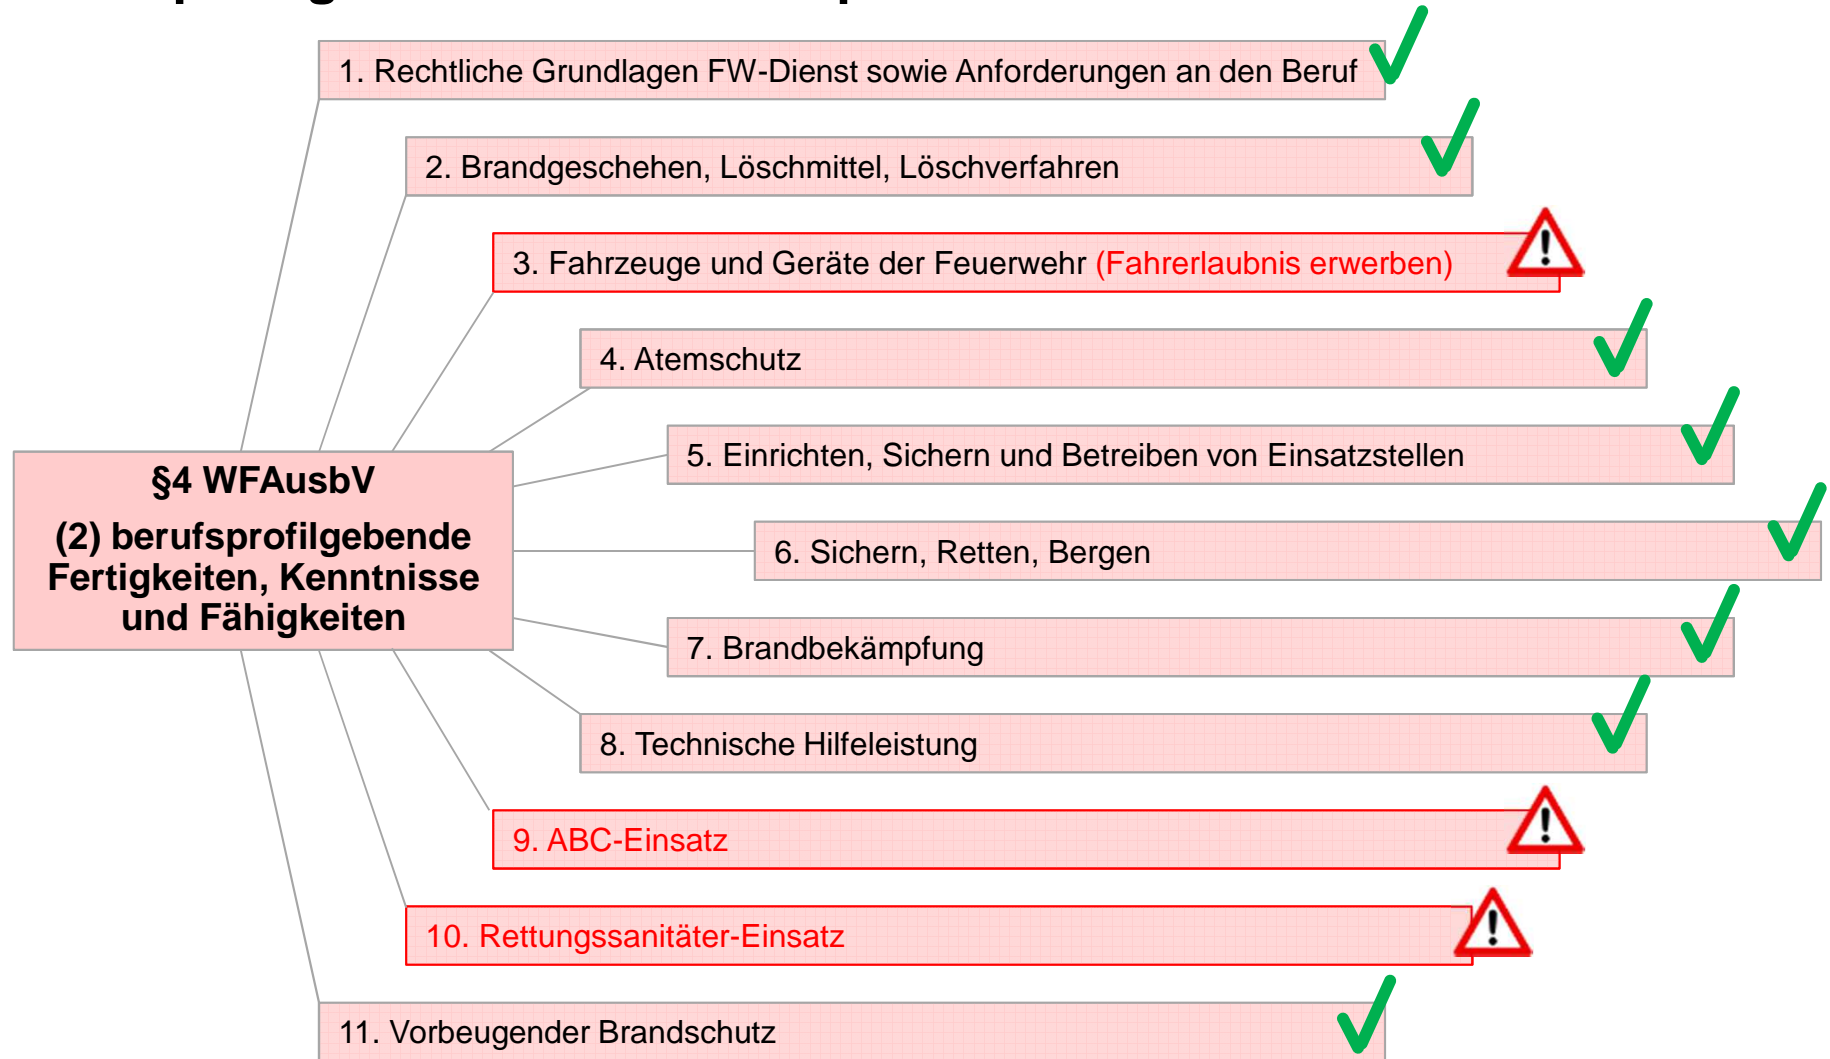 1. Rechtliche Grundlagen FW-Dienst sowie Anforderungen an den Beruf
2. Brandgeschehen, Löschmittel, Löschverfahren
3. Fahrzeuge und Geräte der Feuerwehr (Fahrerlaubnis erwerben)
4. Atemschutz
5. Einrichten, Sichern und Betreiben von Einsatzstellen
§4 WFAusbV
(2) berufsprofilgebende
Fertigkeiten, Kenntnisse
und Fähigkeiten
6. Sichern, Retten, Bergen
7. Brandbekämpfung
8. Technische Hilfeleistung
9. ABC-Einsatz
10. Rettungssanitäter-Einsatz
11. Vorbeugender Brandschutz